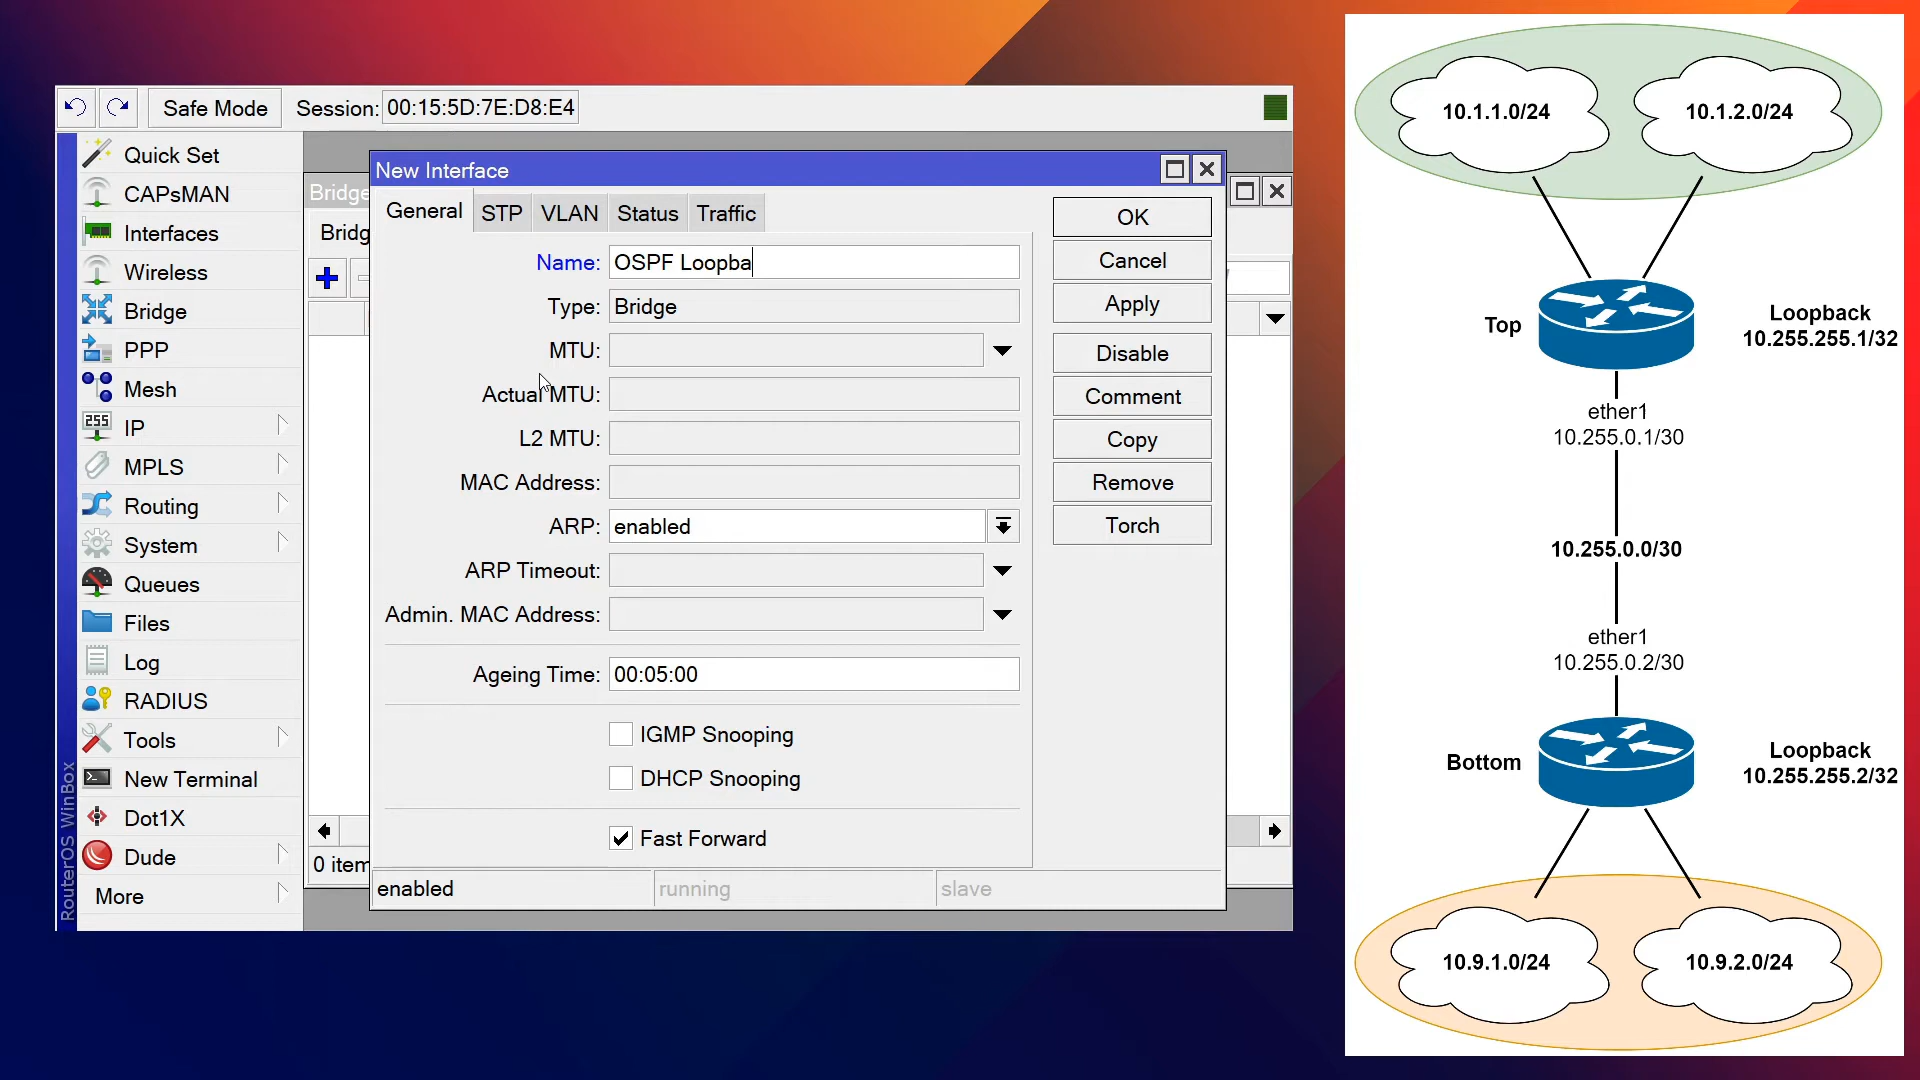 Safe Mode
Session: 00:15:5D:7E:D8:E4
Quick Set
CAPsMAN
Interfaces
Wireless
Bridge
PPP
Mesh
255
IP
MPLS
Routing
System
Queues
Files
Log
RADIUS
Tools
New Terminal
Dot1X
Dude
More
RouterOS WinBox
Bridge
Bridg
0 item
New Interface
General STP VLAN Status Traffic
Name: OSPF Loopba
Type: Bridge
MTU:
Actual MTU:
L2 MTU:
MAC Address:
ARP: enabled
ARP Timeout:
Admin. MAC Address:
Ageing Time: 00:05:00
IGMP Snooping
DHCP Snooping
Fast Forward
enabled running slave
OK
Cancel
Apply
Disable
Comment
Copy
Remove
Torch
10.1.1.0/24 10.1.2.0/24
Top
Loopback
10.255.255.1/32
ether1
10.255.0.1/30
10.255.0.0/30
ether1
10.255.0.2/30
Bottom
Loopback
10.255.255.2/32
10.9.1.0/24 10.9.2.0/24